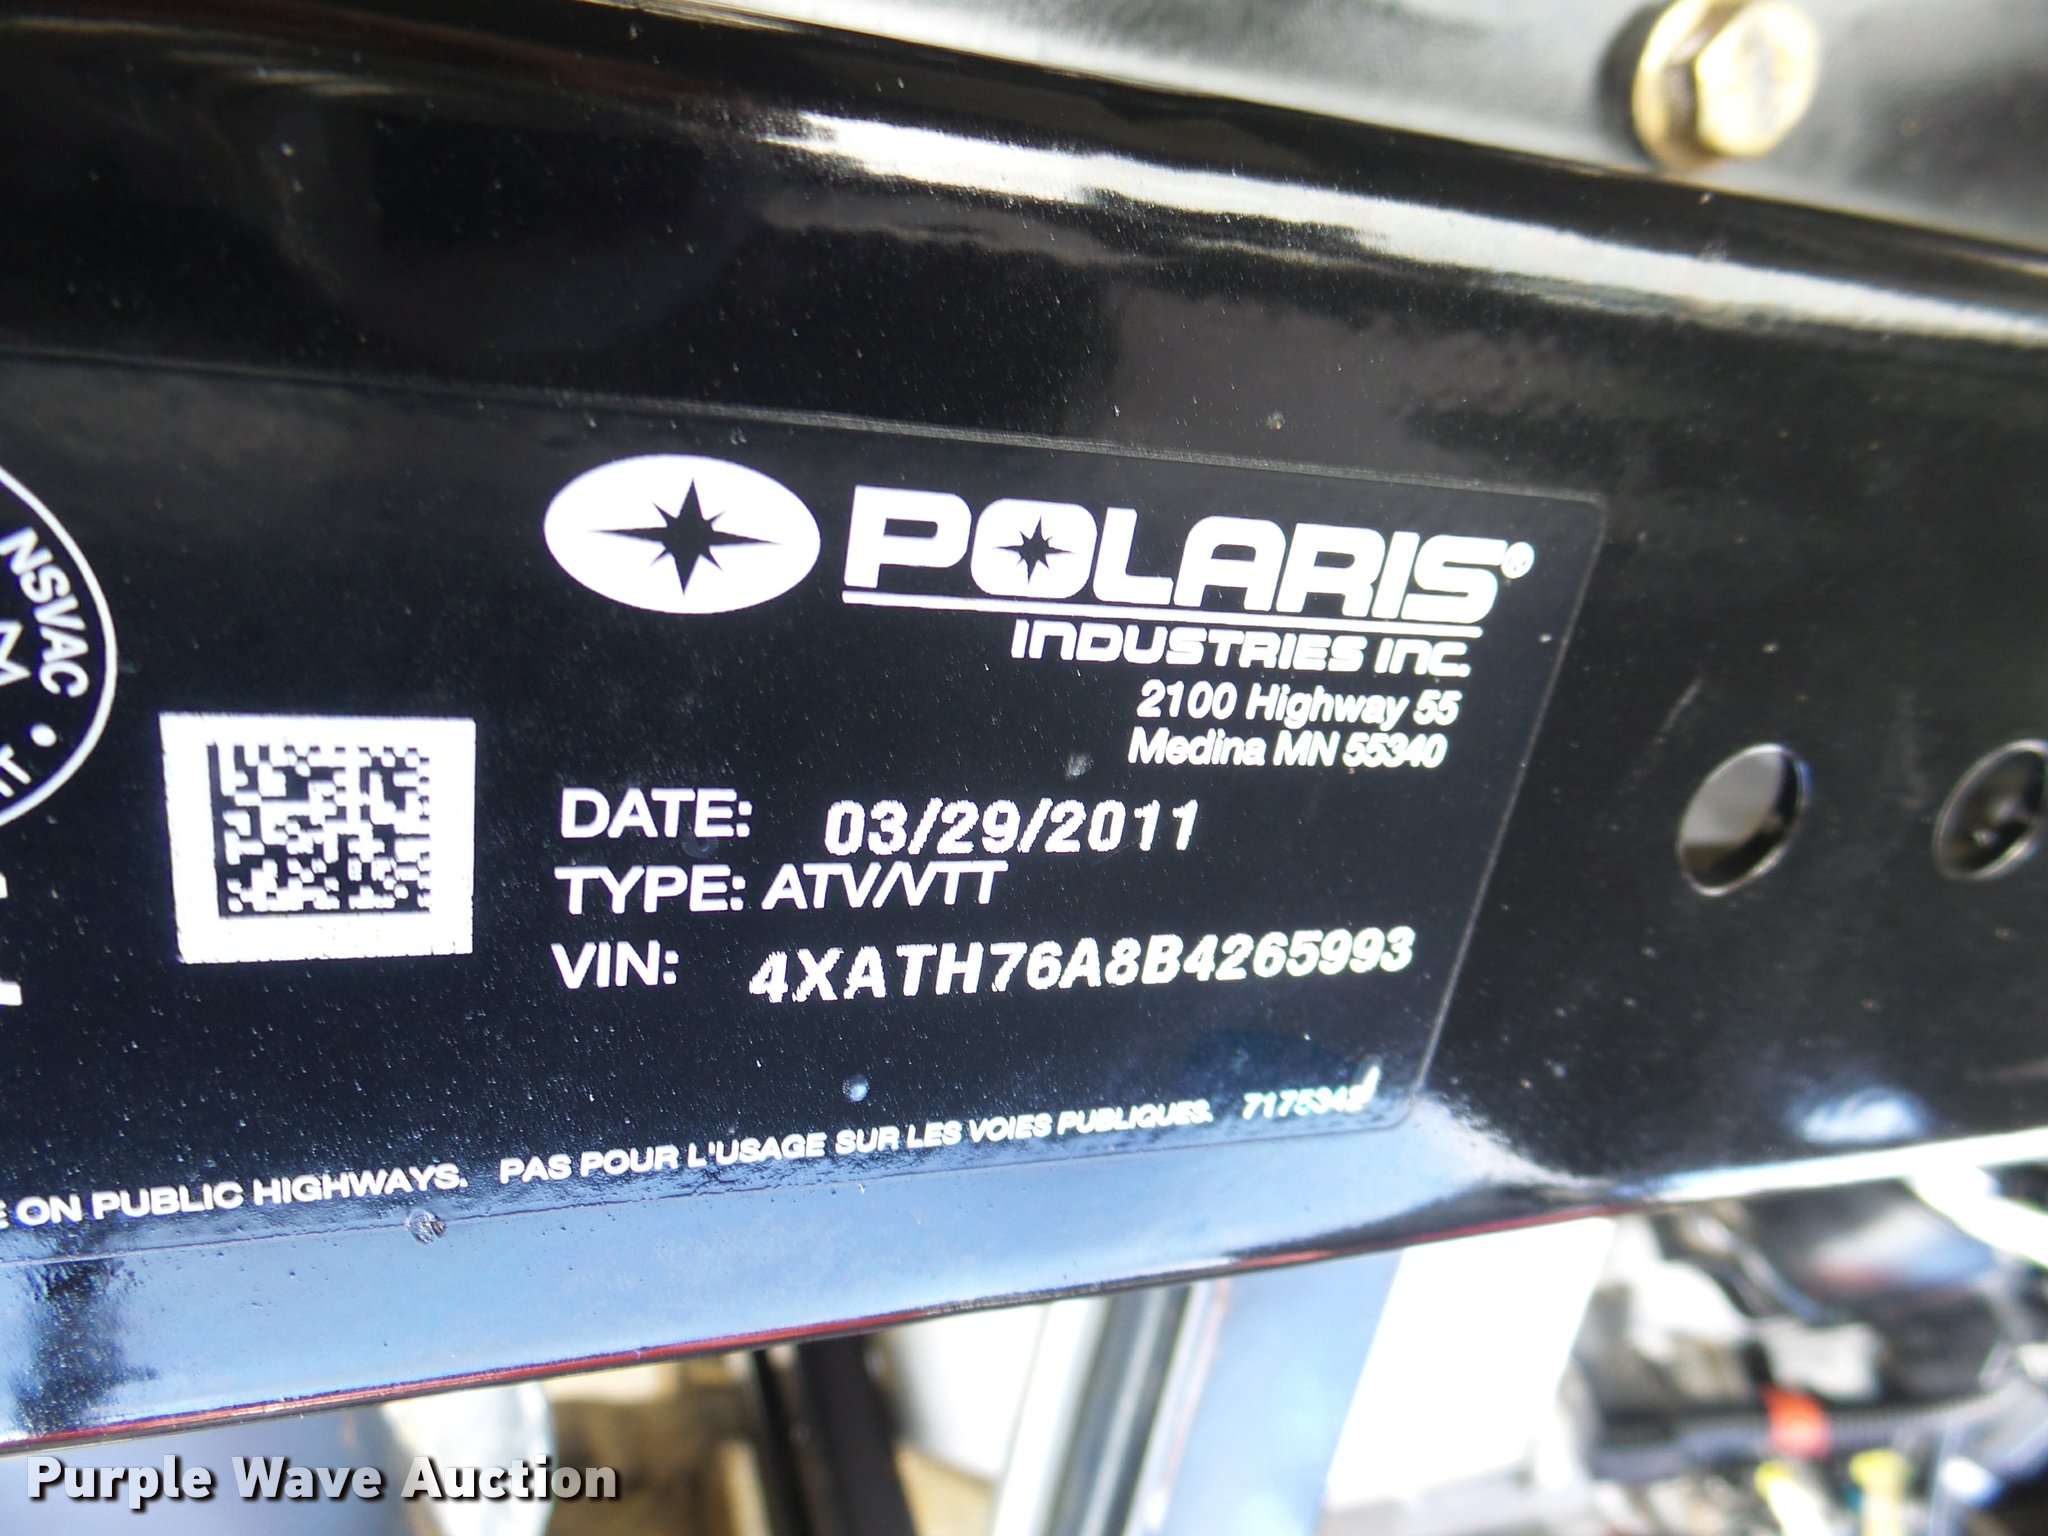 NSVAC
POLARIS®
INDUSTRIES INC.
2100 Highway 55
Medina MN 55340
DATE: 03/29/2011
TYPE: ATV/VTT
VIN: 4XATH76A8B4265993
ON PUBLIC HIGHWAYS. PAS POUR L'USAGE SUR LES VOIES PUBLIQUES.
Purple Wave Auction